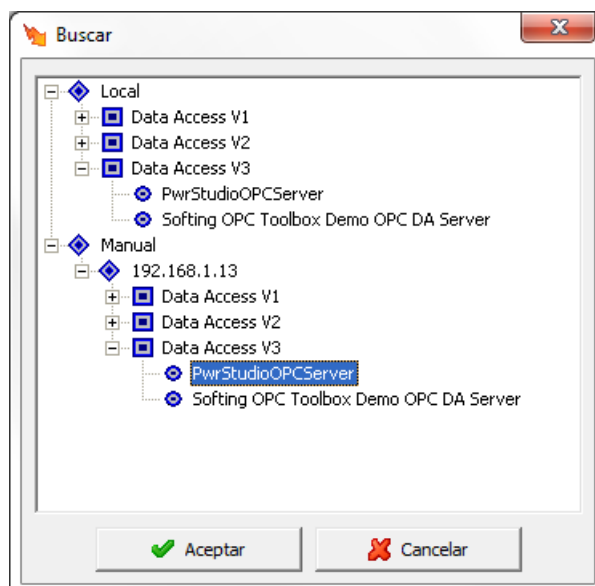 Buscar
Local
Data Access V1
Data Access V2
Data Access V3
PwrStudioOPCServer
Softing OPC Toolbox Demo OPC DA Server
Manual
192.168.1.13
Data Access V1
Data Access V2
Data Access V3
PwrStudioOPCServer
Softing OPC Toolbox Demo OPC DA Server
Aceptar Cancelar